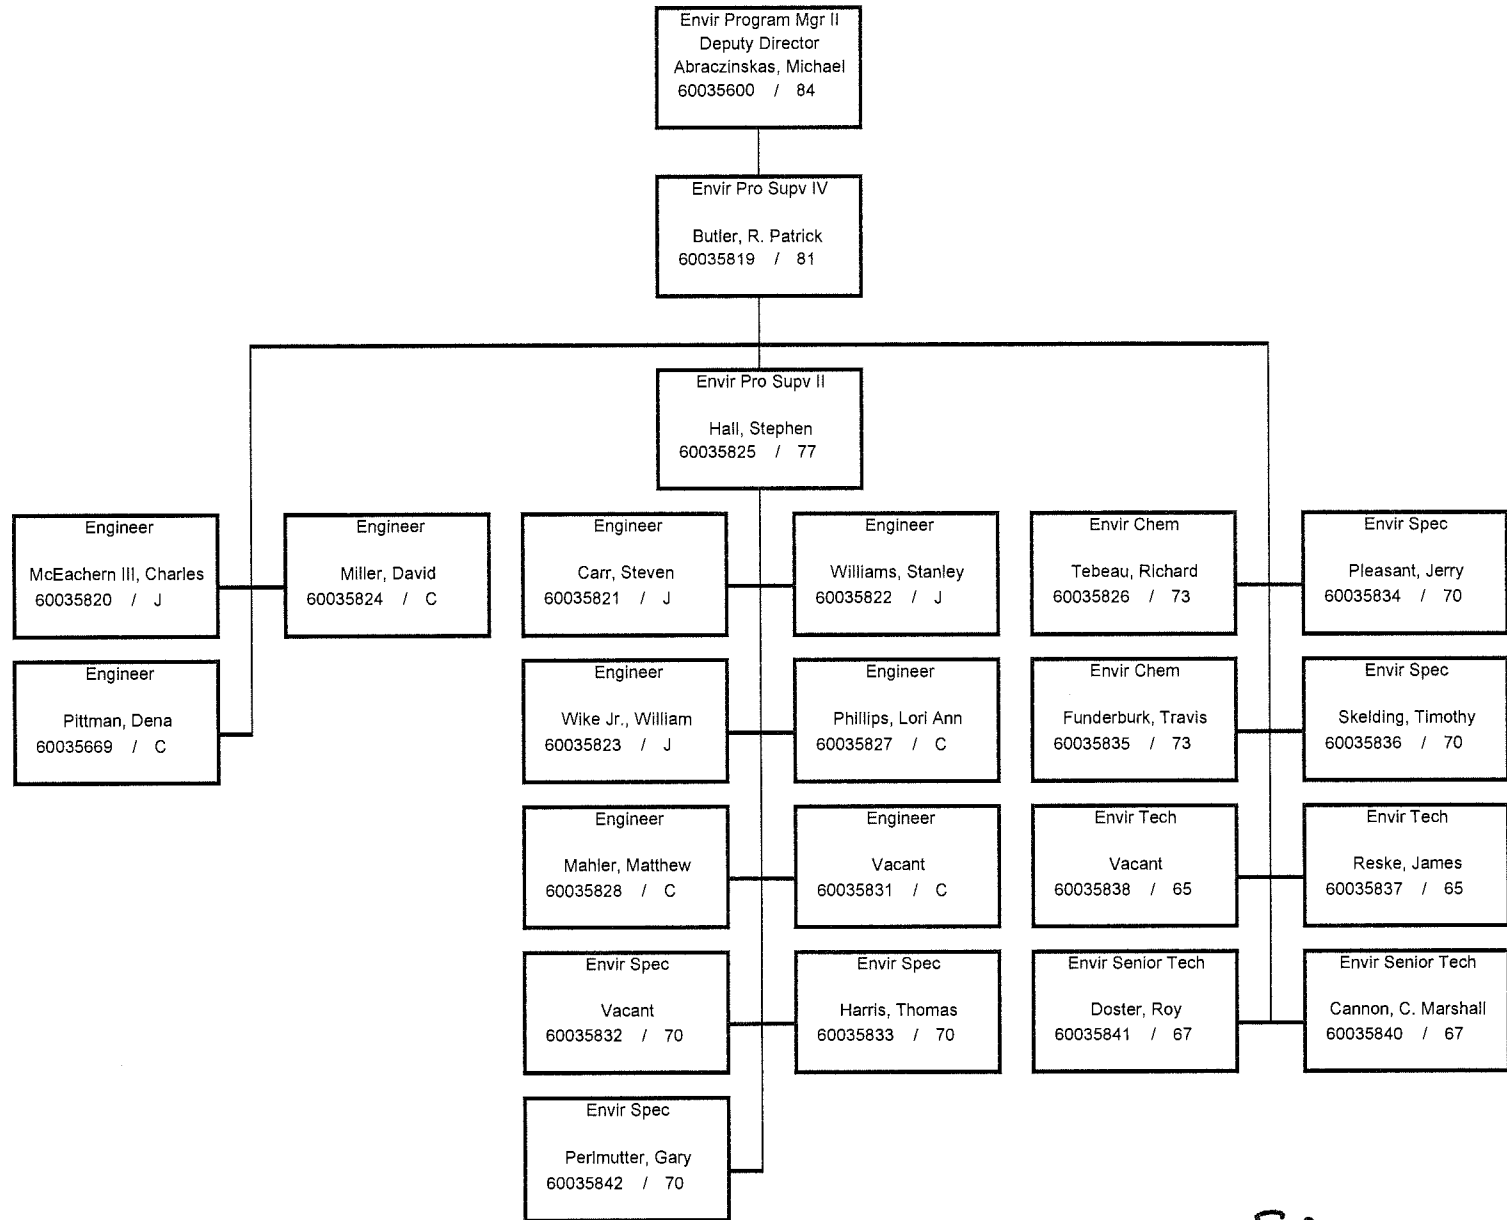 Envir Program Mgr II
Deputy Director
Abraczinskas, Michael
60035600 / 84
Envir Pro Supv IV
Butler, R. Patrick
60035819 / 81
Envir Pro Supv II
Hall, Stephen
60035825 / 77
Engineer
McEachern III, Charles
60035820 / J
Engineer
Miller, David
60035824 / C
Engineer
Pittman, Dena
60035669 / C
Engineer
Carr, Steven
60035821 / J
Engineer
Williams, Stanley
60035822 / J
Engineer
Wike Jr., William
60035823 / J
Engineer
Phillips, Lori Ann
60035827 / C
Engineer
Mahler, Matthew
60035828 / C
Engineer
Vacant
60035831 / C
Envir Spec
Vacant
60035832 / 70
Envir Spec
Harris, Thomas
60035833 / 70
Envir Spec
Perlmutter, Gary
60035842 / 70
Envir Chem
Tebeau, Richard
60035826 / 73
Envir Spec
Pleasant, Jerry
60035834 / 70
Envir Chem
Funderburk, Travis
60035835 / 73
Envir Spec
Skelding, Timothy
60035836 / 70
Envir Tech
Vacant
60035838 / 65
Envir Tech
Reske, James
60035837 / 65
Envir Senior Tech
Doster, Roy
60035841 / 67
Envir Senior Tech
Cannon, C. Marshall
60035840 / 67